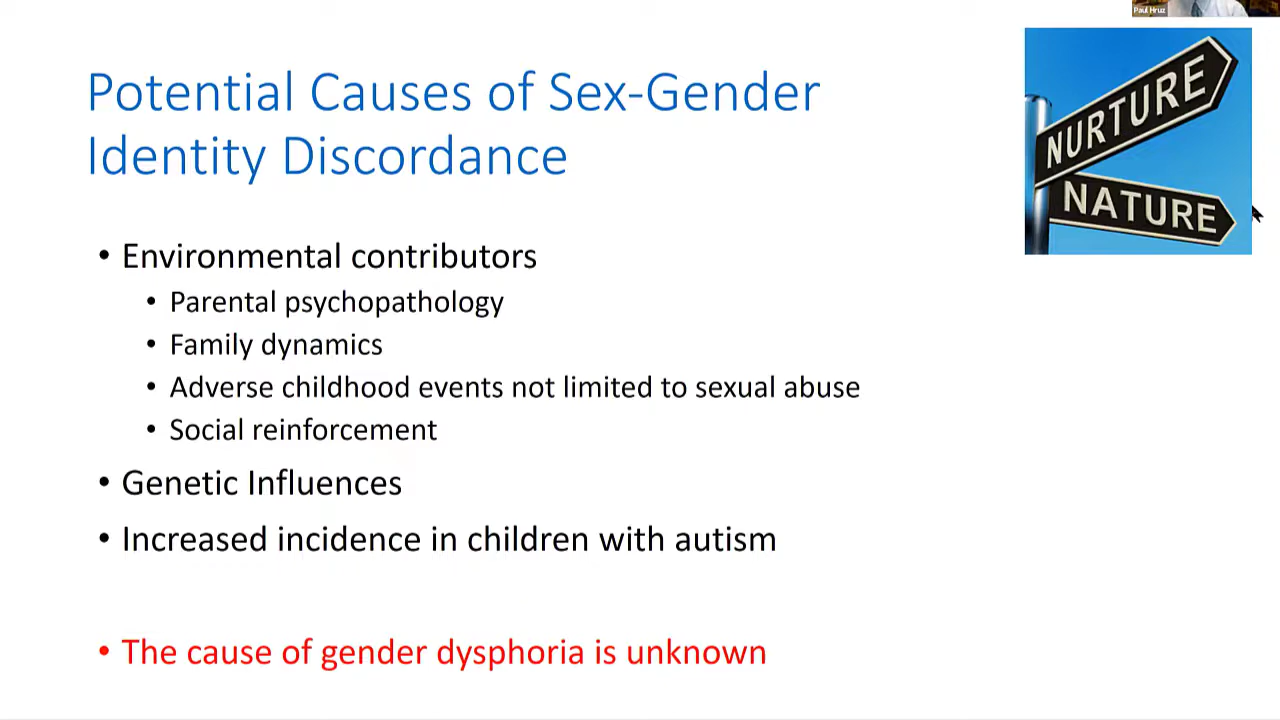 Paul Hruz
Potential Causes of Sex-Gender
Identity Discordance
NURTURE
NATURE
• Environmental contributors
• Parental psychopathology
• Family dynamics
• Adverse childhood events not limited to sexual abuse
• Social reinforcement
• Genetic Influences
• Increased incidence in children with autism
• The cause of gender dysphoria is unknown